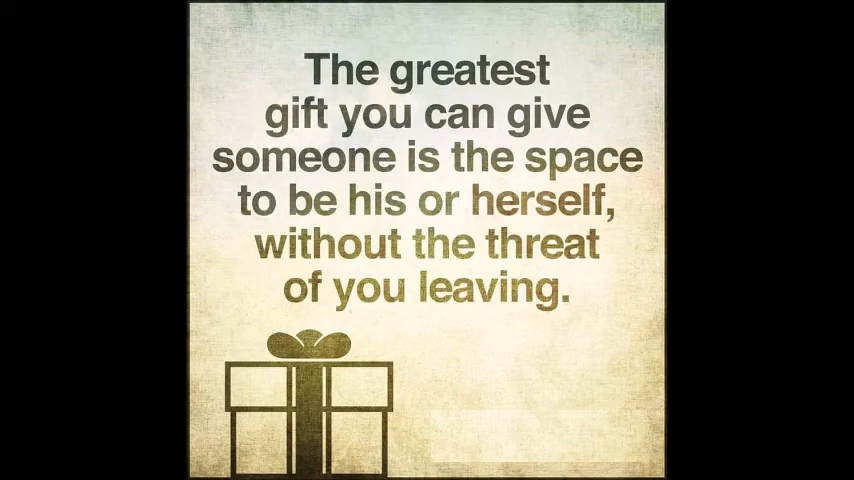 The greatest
gift you can give
someone is the space
to be his or herself,
without the threat
of you leaving.